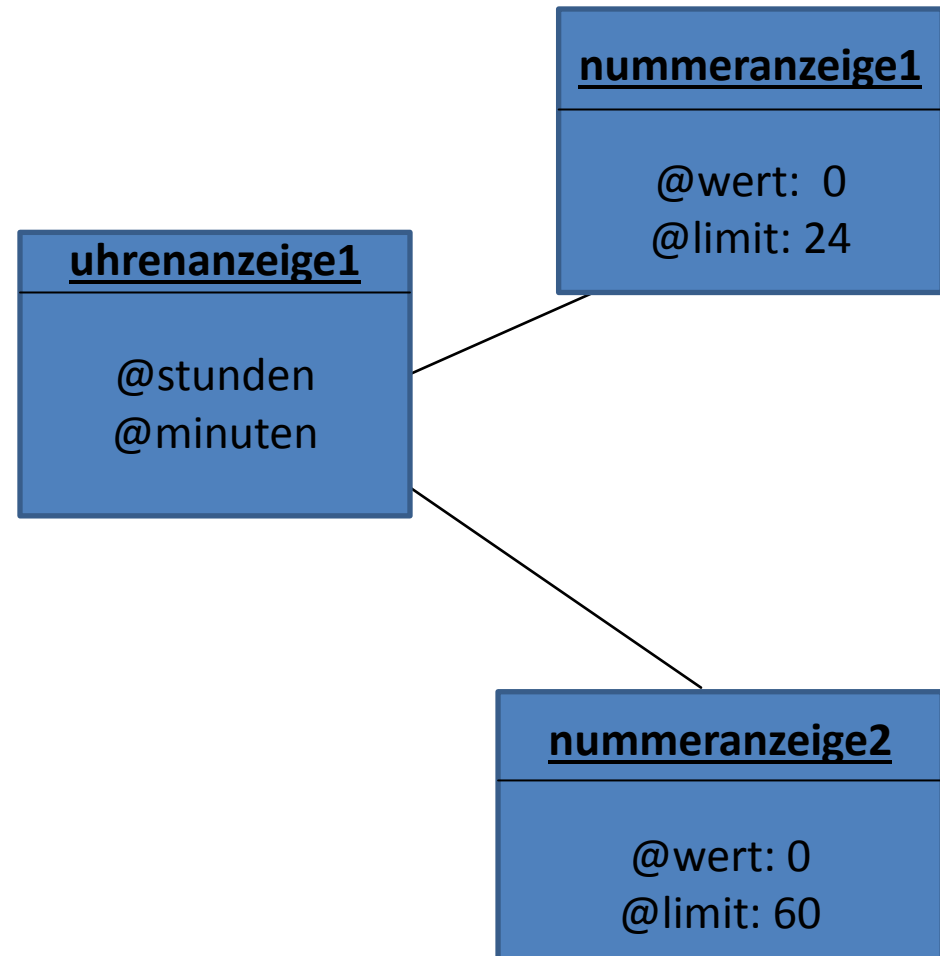 nummeranzeige1
@wert: 0
@limit: 24
uhrenanzeige1
@stunden
@minuten
nummeranzeige2
@wert: 0
@limit: 60